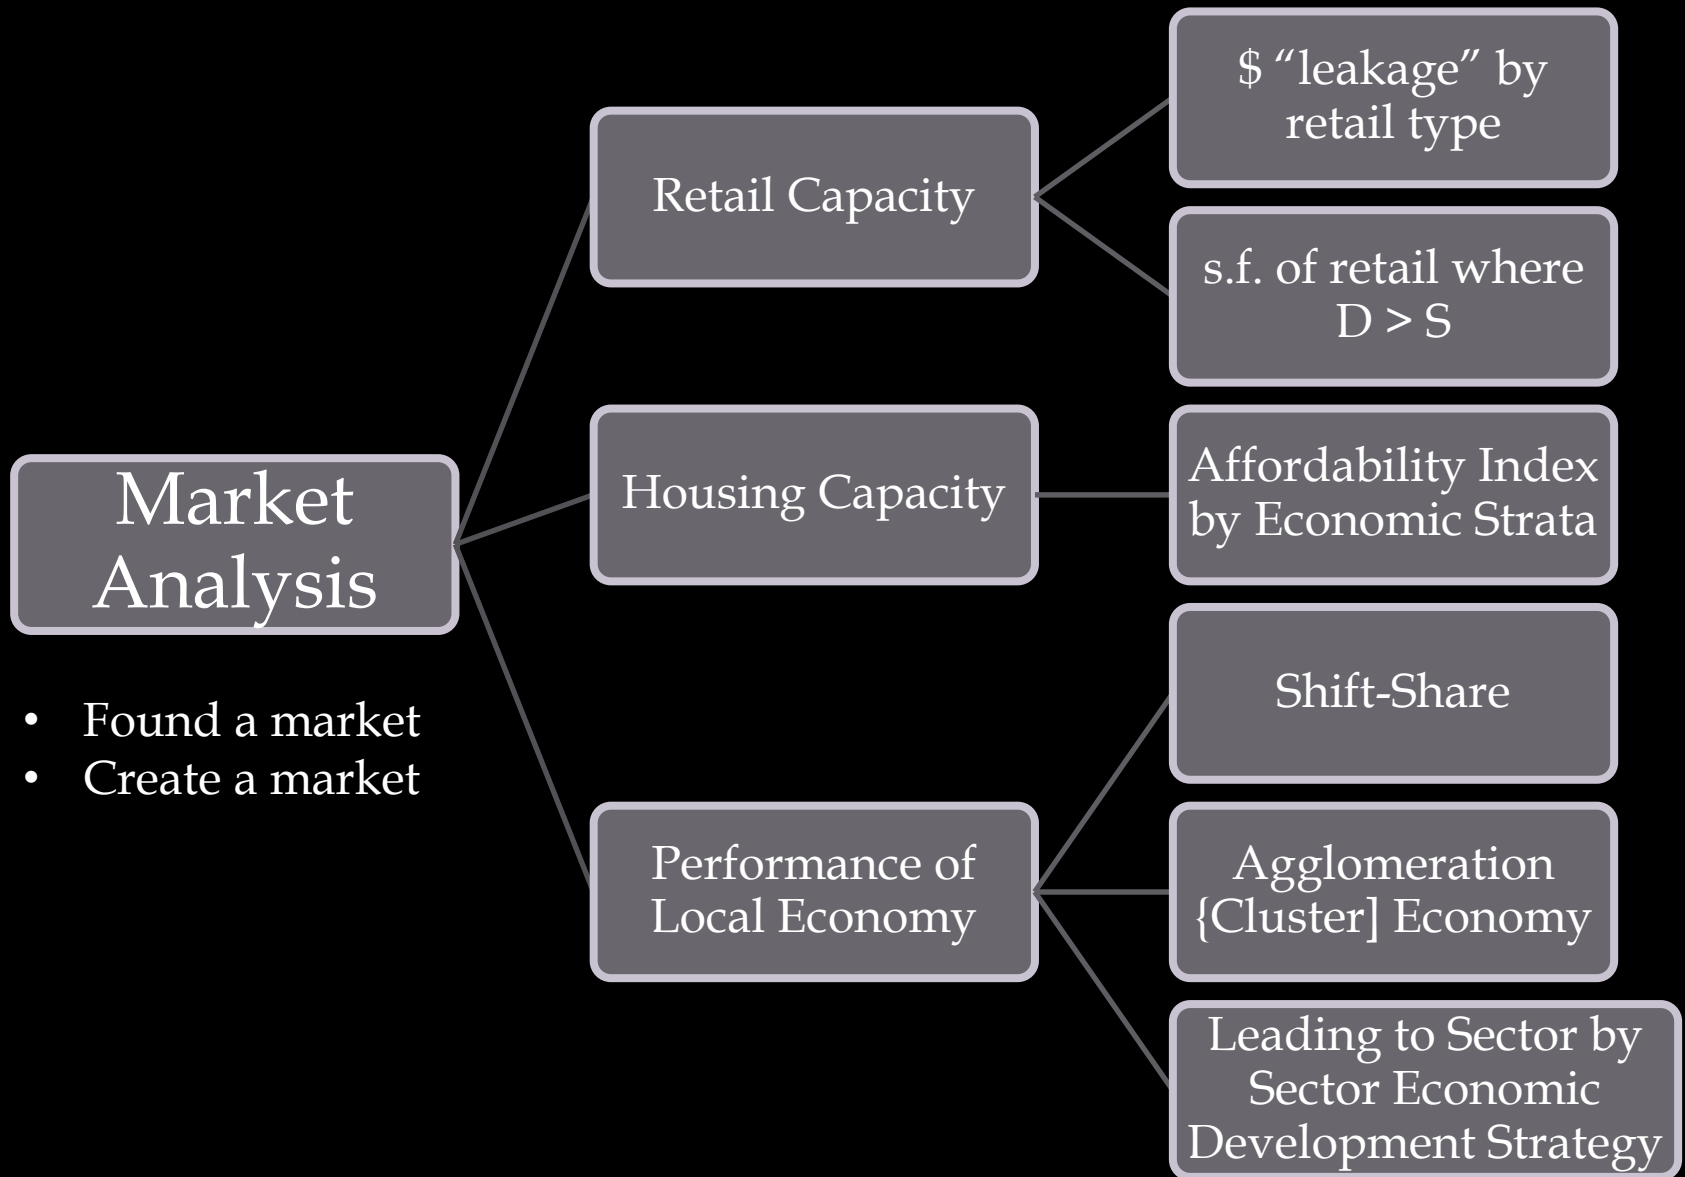 Market
Analysis
• Found a market
• Create a market
Retail Capacity
$ “leakage” by
retail type
s.f. of retail where
D > S
Housing Capacity
Affordability Index
by Economic Strata
Performance of
Local Economy
Shift-Share
Agglomeration
{Cluster] Economy
Leading to Sector by
Sector Economic
Development Strategy